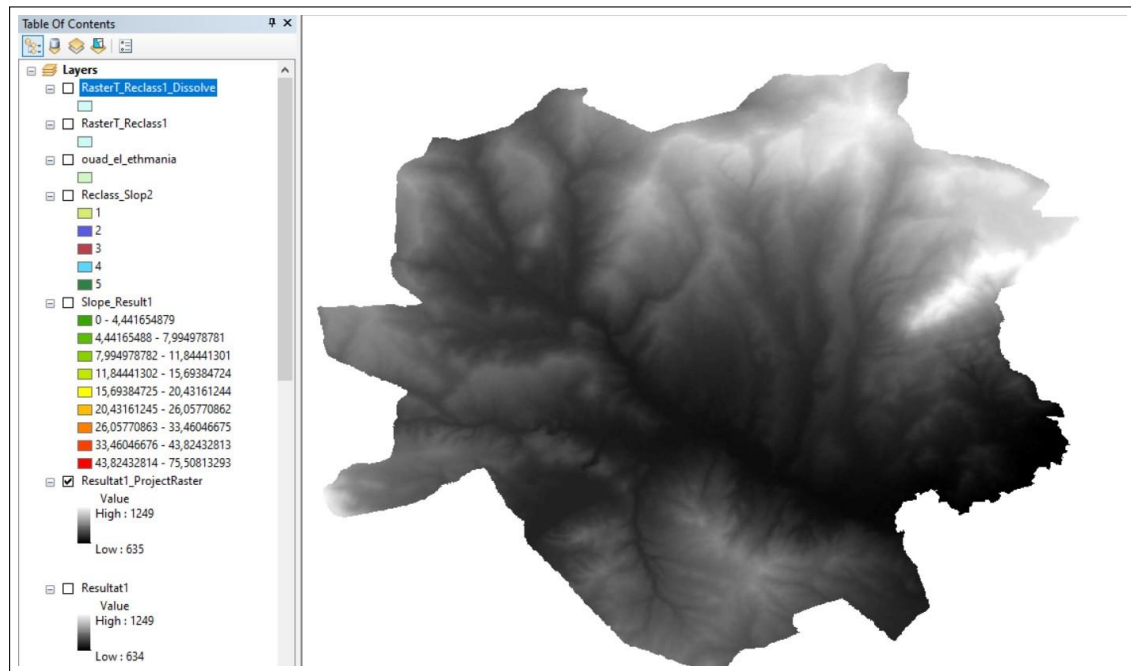 Table Of Contents
Layers
RasterT_Reclass1_Dissolve
RasterT_Reclass1
ouad_el_ethmania
Reclass_Slop2
1
2
3
4
5
Slope_Result1
0 - 4,441654879
4,44165488 - 7,994978781
7,994978782 - 11,84441301
11,84441302 - 15,69384724
15,69384725 - 20,43161244
20,43161245 - 26,05770862
26,05770863 - 33,46046675
33,46046676 - 43,82432813
43,82432814 - 75,50813293
Resultat1_ProjectRaster
Value
High : 1249
Low : 635
Resultat1
Value
High : 1249
Low : 634